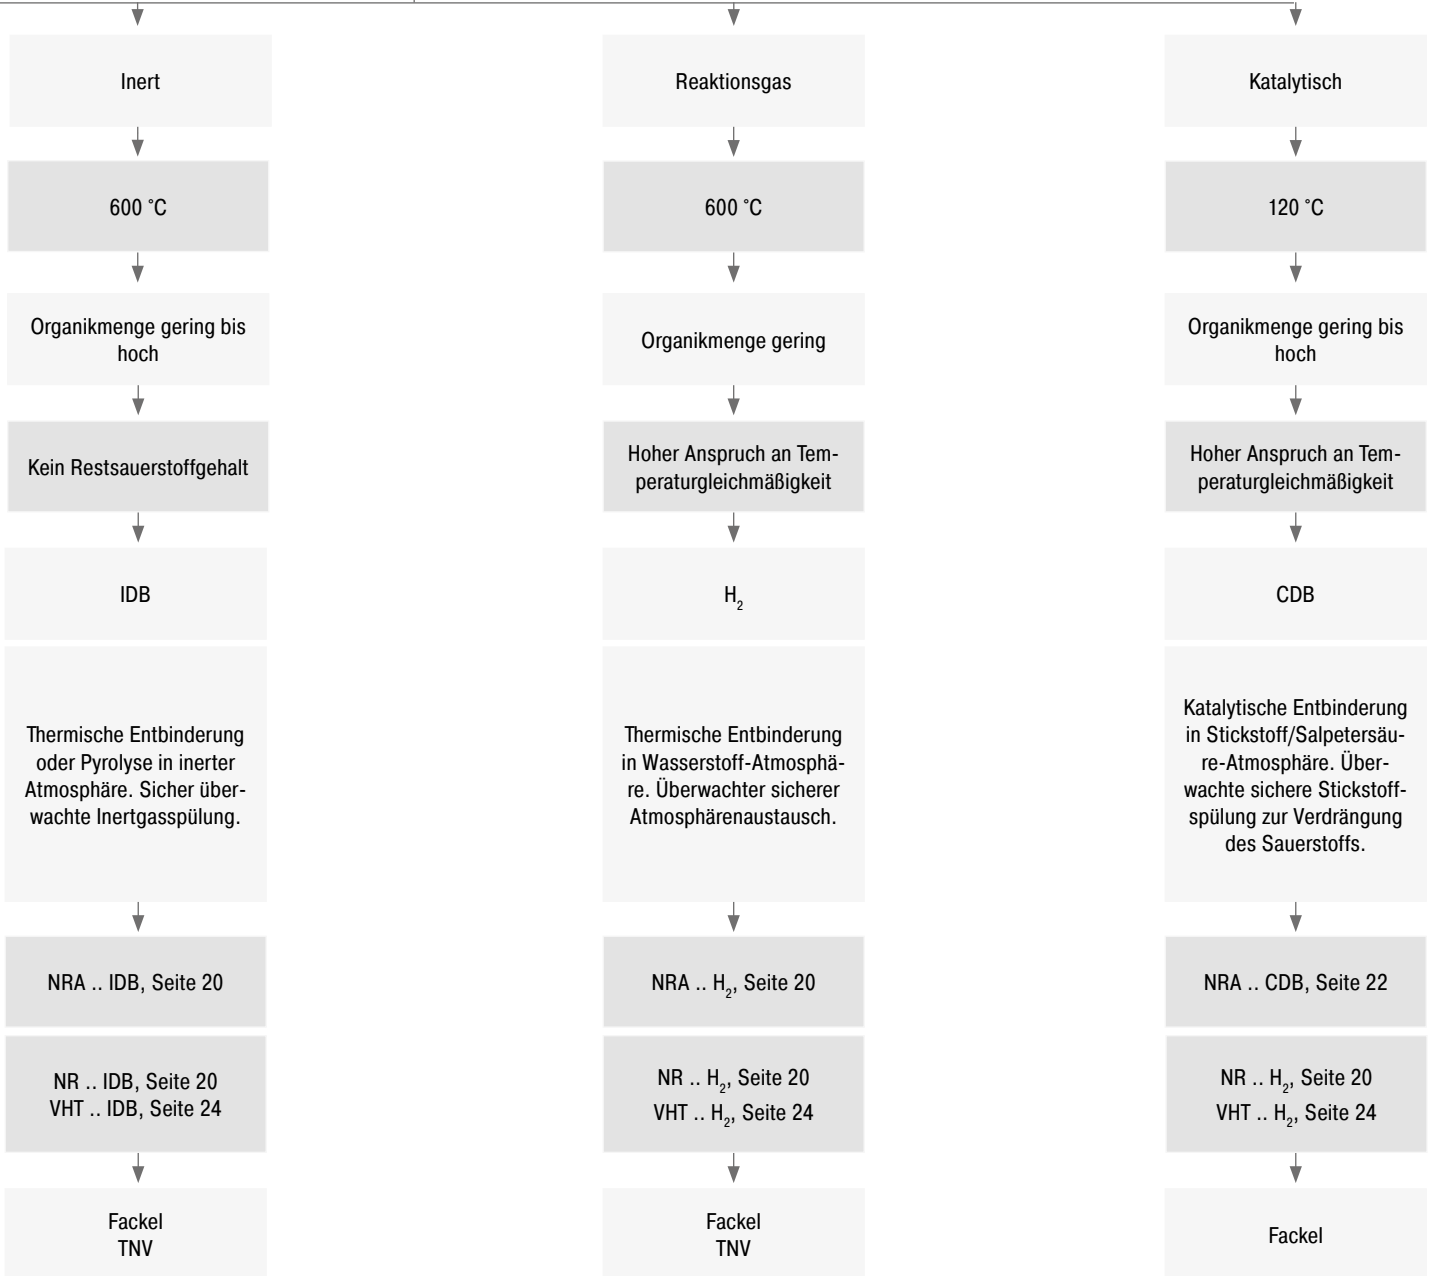 Inert
600 °C
Organikmenge gering bis
hoch
Kein Restsauerstoffgehalt
IDB
Thermische Entbinderung
oder Pyrolyse in inerter
Atmosphäre. Sicher über-
wachte Inertgasspülung.
NRA .. IDB, Seite 20
NR .. IDB, Seite 20
VHT .. IDB, Seite 24
Fackel
TNV
Reaktionsgas
600 °C
Organikmenge gering
Hoher Anspruch an Tem-
peraturgleichmäßigkeit
H₂
Thermische Entbinderung
in Wasserstoff-Atmosphä-
re. Überwachter sicherer
Atmosphärenaustausch.
NRA .. H₂, Seite 20
NR .. H₂, Seite 20
VHT .. H₂, Seite 24
Fackel
TNV
Katalytisch
120 °C
Organikmenge gering bis
hoch
Hoher Anspruch an Tem-
peraturgleichmäßigkeit
CDB
Katalytische Entbinderung
in Stickstoff/Salpetersäu-
re-Atmosphäre. Über-
wachte sichere Stickstoff-
spülung zur Verdrängung
des Sauerstoffs.
NRA .. CDB, Seite 22
NR .. H₂, Seite 20
VHT .. H₂, Seite 24
Fackel